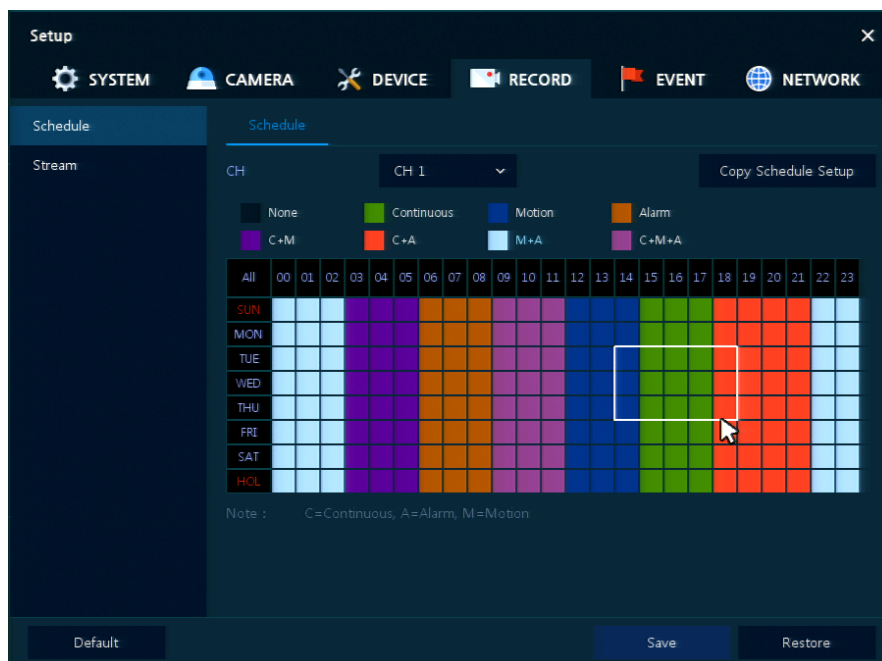 Setup
SYSTEM CAMERA DEVICE RECORD EVENT NETWORK
Schedule
Stream
Schedule
CH CH 1 Copy Schedule Setup
None Continuous Motion Alarm
C+M C+A M+A C+M+A
All 00 01 02 03 04 05 06 07 08 09 10 11 12 13 14 15 16 17 18 19 20 21 22 23
SUN
MON
TUE
WED
THU
FRI
SAT
HOL
Note : C=Continuous, A=Alarm, M=Motion
Default Save Restore